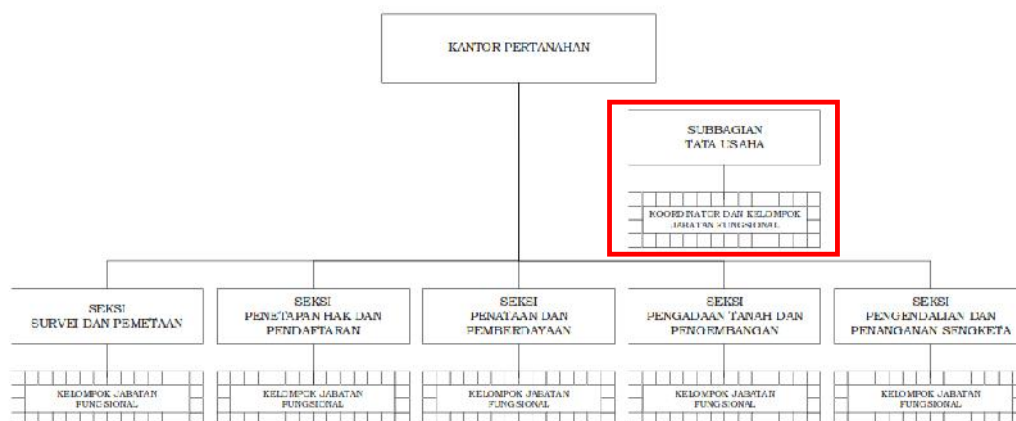 KANTOR PERTANAHAN
SUBBAGIAN
TATA USAHA
KOORDINATOR DAN KELOMPOK
JABATAN FUNGSIONAL
SEKSI
SURVEI DAN PEMETAAN
SEKSI
PENETAPAN HAK DAN
PENDAFTARAN
SEKSI
PENATAAN DAN
PEMBERDAYAAN
SEKSI
PENGADAAN TANAH DAN
PENGEMBANGAN
SEKSI
PENGENDALIAN DAN
PENANGANAN SENGKETA
KELOMPOK JABATAN
FUNGSIONAL
KELOMPOK JABATAN
FUNGSIONAL
KELOMPOK JABATAN
FUNGSIONAL
KELOMPOK JABATAN
FUNGSIONAL
KELOMPOK JABATAN
FUNGSIONAL